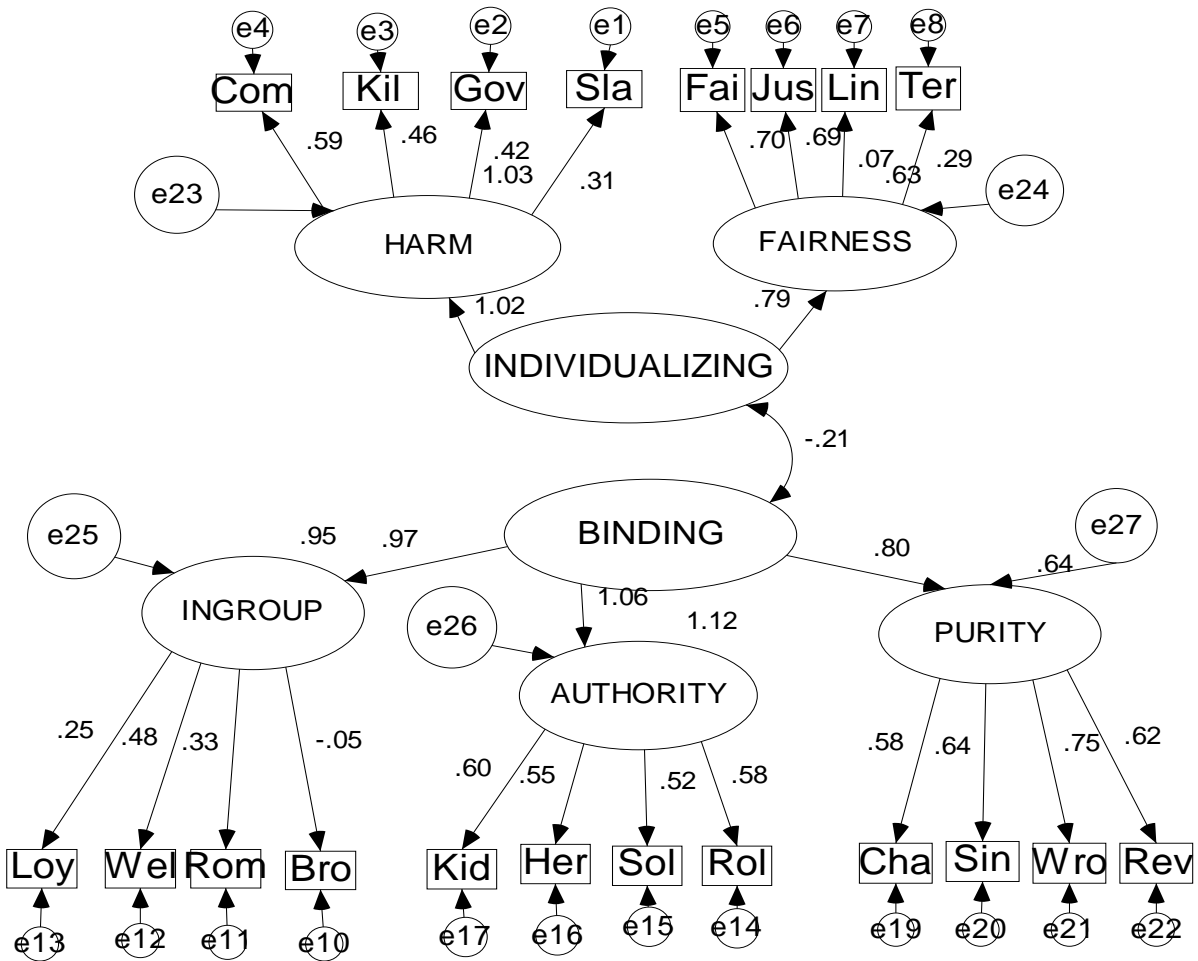 e4 e3 e2 e1 e5 e6 e7 e8
Com Kil Gov Sla Fai Jus Lin Ter
.59 .46 .42 .31 .70 .69 .07 .29
1.03 .63
e23 e24
HARM FAIRNESS
1.02 .79
INDIVIDUALIZING
-.21
BINDING
e25 e27
.95 .97 .80 .64
INGROUP 1.06 PURITY
e26 1.12
AUTHORITY
.25 .48 .33 -.05 .60 .55 .52 .58 .58 .64 .75 .62
Loy Wel Rom Bro Kid Her Sol Rol Cha Sin Wro Rev
e13 e12 e11 e10 e17 e16 e15 e14 e19 e20 e21 e22